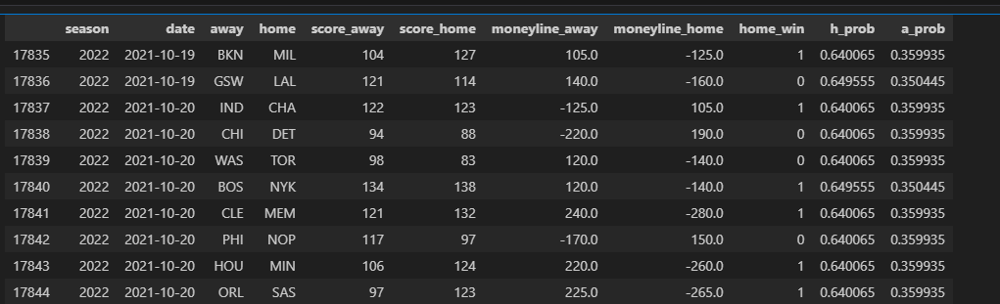 season date away home score_away score_home moneyline_away moneyline_home home_win h_prob a_prob
17835 2022 2021-10-19 BKN MIL 104 127 105.0 -125.0 1 0.640065 0.359935
17836 2022 2021-10-19 GSW LAL 121 114 140.0 -160.0 0 0.649555 0.350445
17837 2022 2021-10-20 IND CHA 122 123 -125.0 105.0 1 0.640065 0.359935
17838 2022 2021-10-20 CHI DET 94 88 -220.0 190.0 0 0.640065 0.359935
17839 2022 2021-10-20 WAS TOR 98 83 120.0 -140.0 0 0.640065 0.359935
17840 2022 2021-10-20 BOS NYK 134 138 120.0 -140.0 1 0.649555 0.350445
17841 2022 2021-10-20 CLE MEM 121 132 240.0 -280.0 1 0.640065 0.359935
17842 2022 2021-10-20 PHI NOP 117 97 -170.0 150.0 0 0.640065 0.359935
17843 2022 2021-10-20 HOU MIN 106 124 220.0 -260.0 1 0.640065 0.359935
17844 2022 2021-10-20 ORL SAS 97 123 225.0 -265.0 1 0.640065 0.359935